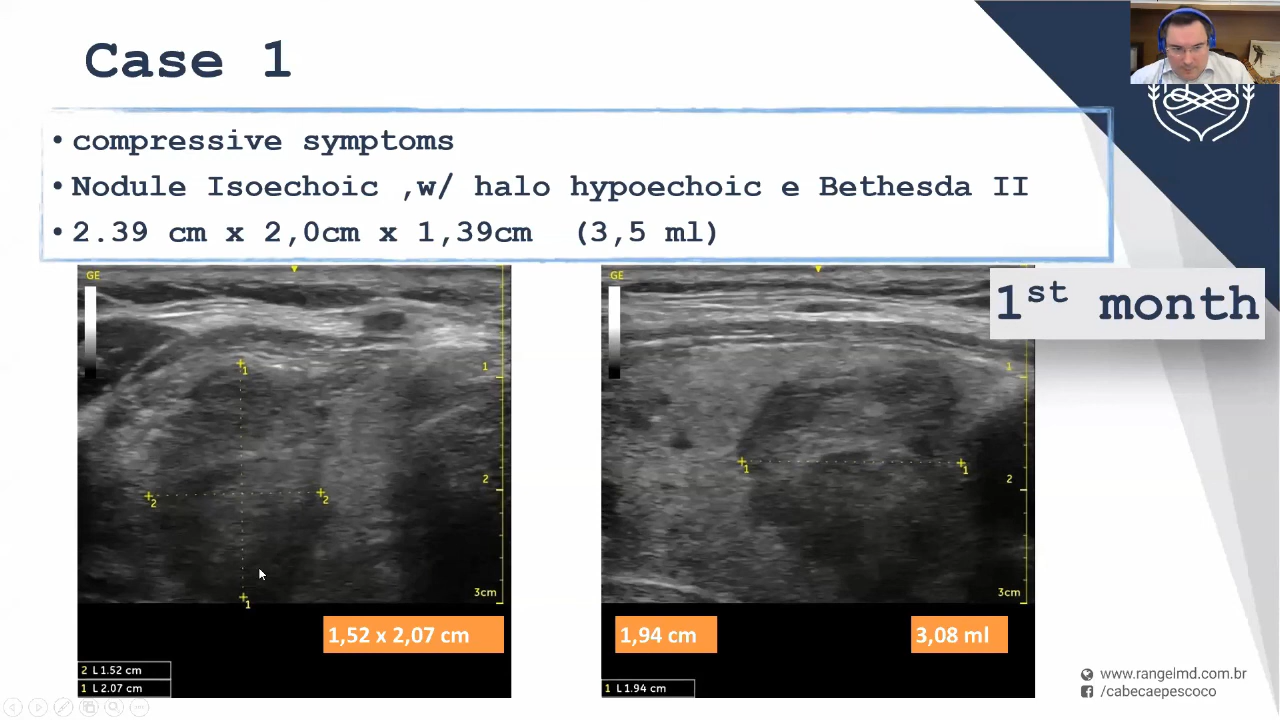 Case 1
• compressive symptoms
• Nodule Isoechoic ,w/ halo hypoechoic e Bethesda II
• 2.39 cm x 2,0cm x 1,39cm (3,5 ml)
1st month
GE
1
1
2
2
2
3cm
1
1,52 x 2,07 cm
2 L 1.52 cm
1 L 2.07 cm
GE
1
1
1
2
3cm
1,94 cm
3,08 ml
1 L 1.94 cm
www.rangelmd.com.br
/cabecaepescoco